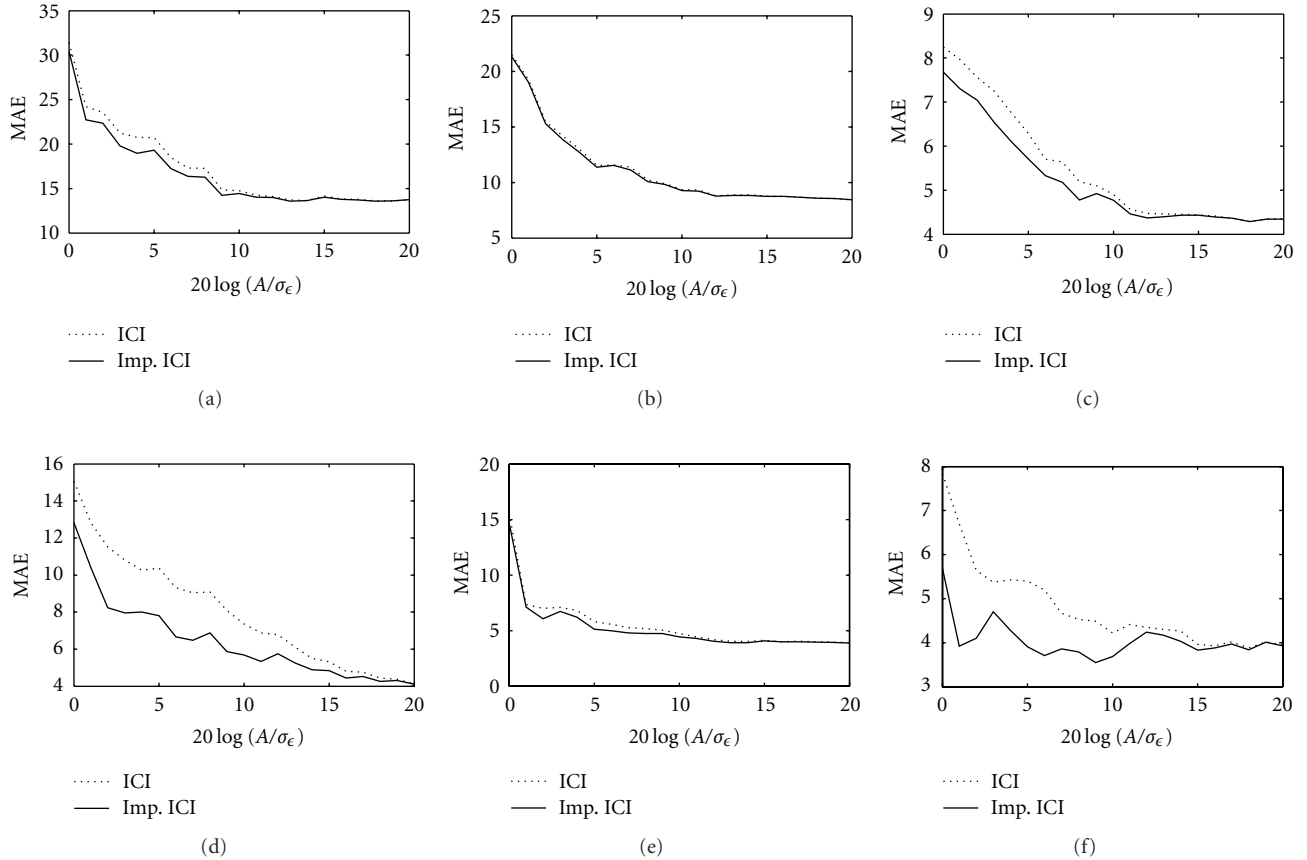 35
30
25
20
15
10
MAE
0 5 10 15 20
20 log (A/σϵ)
ICI
Imp. ICI
(a)
25
20
15
10
5
MAE
0 5 10 15 20
20 log (A/σϵ)
ICI
Imp. ICI
(b)
9
8
7
6
5
4
MAE
0 5 10 15 20
20 log (A/σϵ)
ICI
Imp. ICI
(c)
16
14
12
10
8
6
4
MAE
0 5 10 15 20
20 log (A/σϵ)
ICI
Imp. ICI
(d)
20
15
10
5
0
MAE
0 5 10 15 20
20 log (A/σϵ)
ICI
Imp. ICI
(e)
8
7
6
5
4
3
MAE
0 5 10 15 20
20 log (A/σϵ)
ICI
Imp. ICI
(f)